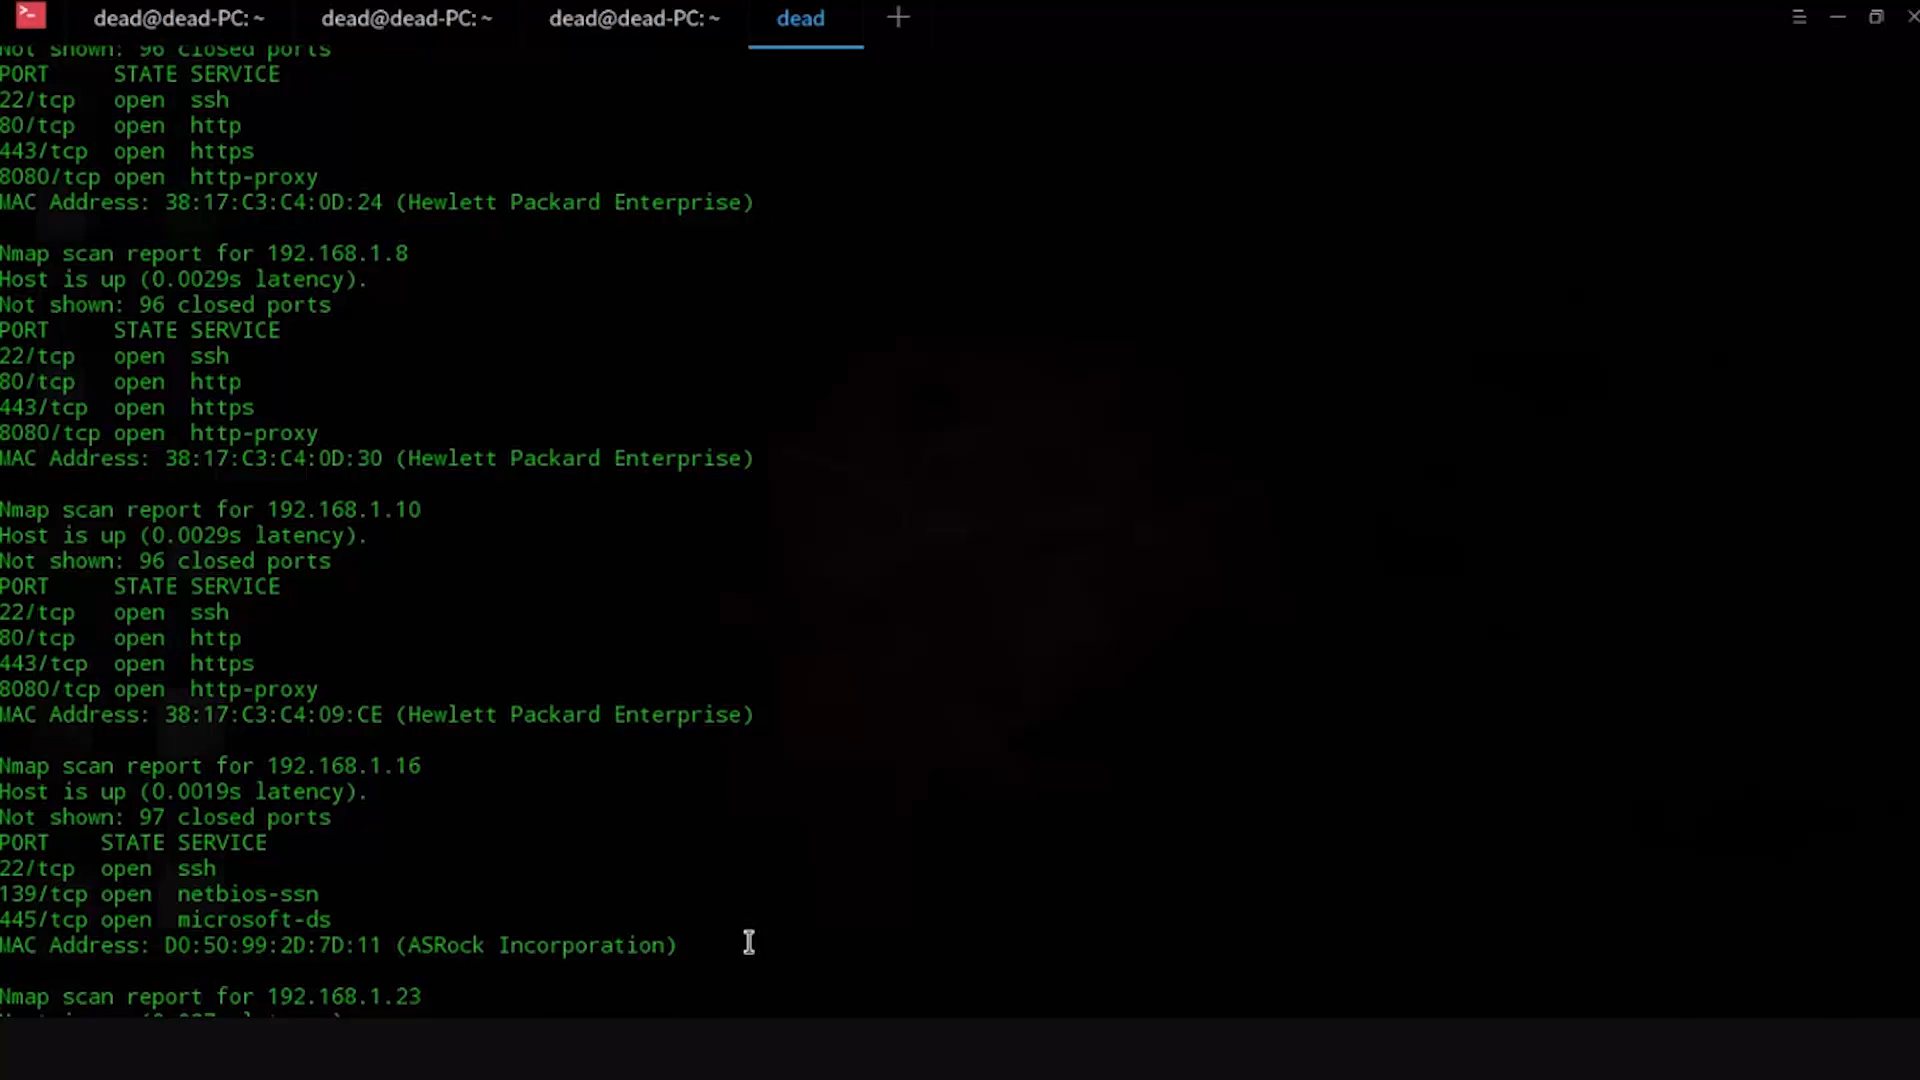 dead@dead-PC: ~ dead@dead-PC: ~ dead@dead-PC: ~ dead
Not shown: 96 closed ports
PORT STATE SERVICE
22/tcp open ssh
80/tcp open http
443/tcp open https
8080/tcp open http-proxy
MAC Address: 38:17:C3:C4:0D:24 (Hewlett Packard Enterprise)
Nmap scan report for 192.168.1.8
Host is up (0.0029s latency).
Not shown: 96 closed ports
PORT STATE SERVICE
22/tcp open ssh
80/tcp open http
443/tcp open https
8080/tcp open http-proxy
MAC Address: 38:17:C3:C4:0D:30 (Hewlett Packard Enterprise)
Nmap scan report for 192.168.1.10
Host is up (0.0029s latency).
Not shown: 96 closed ports
PORT STATE SERVICE
22/tcp open ssh
80/tcp open http
443/tcp open https
8080/tcp open http-proxy
MAC Address: 38:17:C3:C4:09:CE (Hewlett Packard Enterprise)
Nmap scan report for 192.168.1.16
Host is up (0.0019s latency).
Not shown: 97 closed ports
PORT STATE SERVICE
22/tcp open ssh
139/tcp open netbios-ssn
445/tcp open microsoft-ds
MAC Address: D0:50:99:2D:7D:11 (ASRock Incorporation)
Nmap scan report for 192.168.1.23